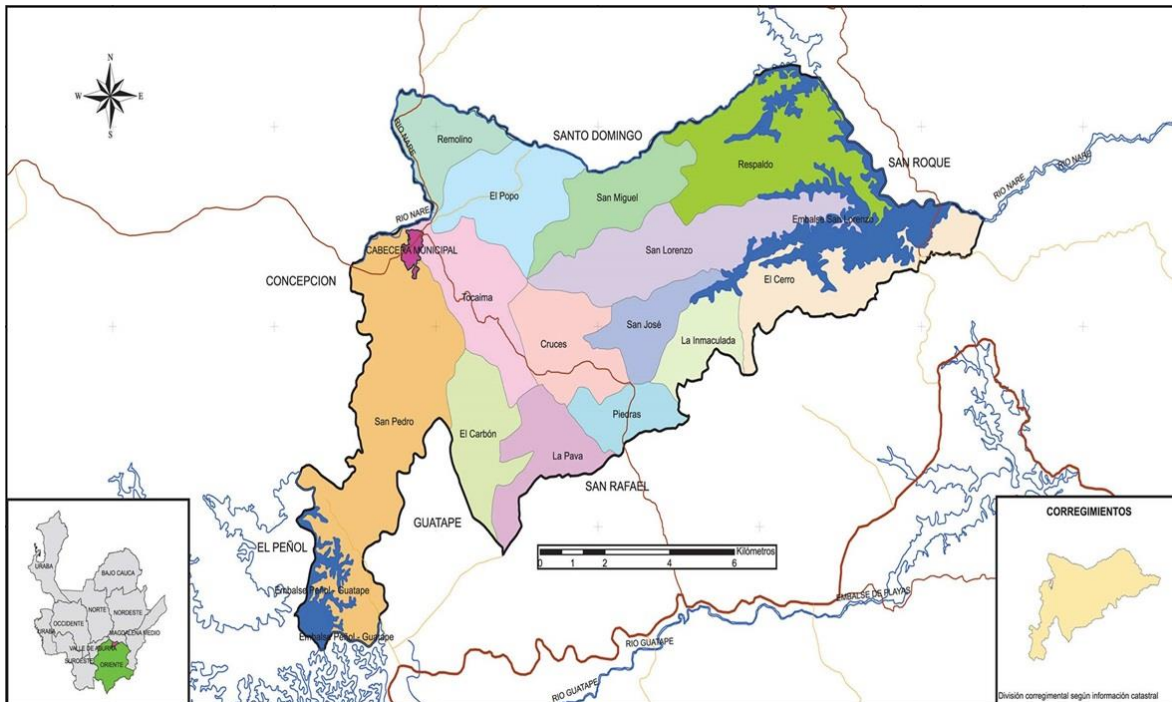 N
W E
S
RIO NARE
Remolino
SANTO DOMINGO
El Popo
San Miguel
Respaldo
SAN ROQUE
RIO NARE
RIO NARE
RIO NARE
CABECERA MUNICIPAL
San Lorenzo
Embalse San Lorenzo
CONCEPCION
El Cerro
Tocaima
Cruces
San José
La Inmaculada
San Pedro
El Carbón
Piedras
La Pava
SAN RAFAEL
GUATAPE
EL PEÑOL
Embalse Peñol - Guatape
Embalse Peñol - Guatape
Kilómetros
0 1 2 4 6
EMBALSE DE PLAYAS
RIO GUATAPE
RIO GUATAPE
URABA
BAJO CAUCA
NORTE
NORDESTE
OCCIDENTE
URABA
MAGDALENA MEDIO
VALLE DE ABURRA
SUROESTE
ORIENTE
CORREGIMIENTOS
División corregimental según información catastral